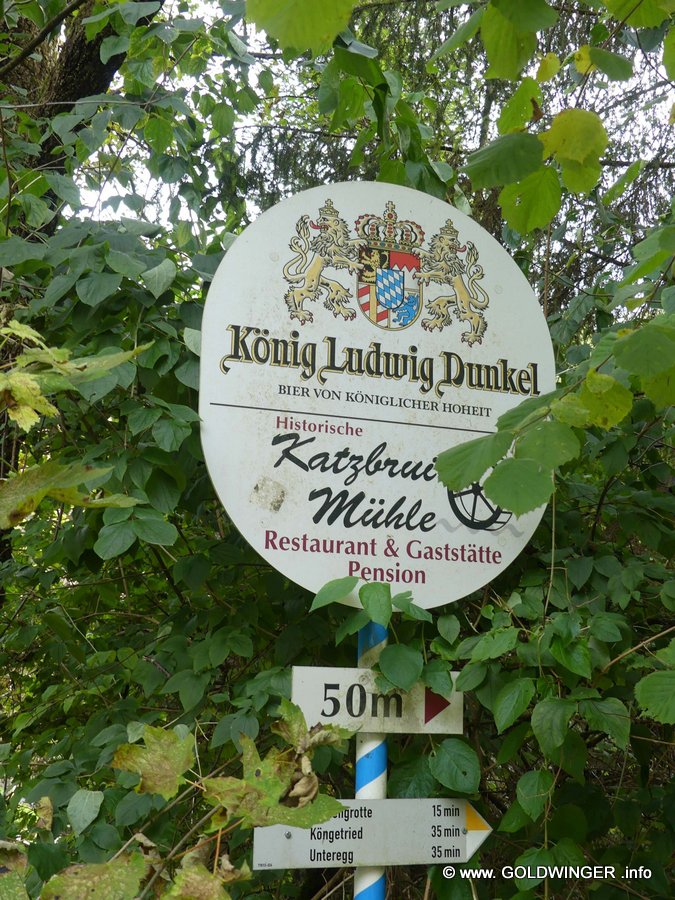 König Ludwig Dunkel
BIER VON KÖNIGLICHER HOHEIT
Historische
Mühle
Restaurant & Gaststätte
Pension
50m
15 min
Köngetried 35 min
Unteregg 35 min
© www. GOLDWINGER .info